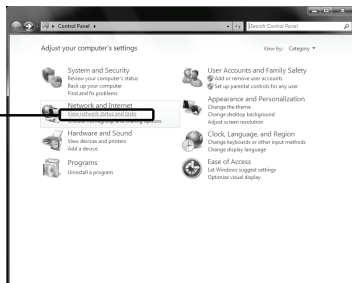 Control Panel
Search Control Panel
Adjust your computer's settings
View by: Category
System and Security
Review your computer's status
Back up your computer
Find and fix problems
Network and Internet
View network status and tasks
Choose homegroup and sharing options
Hardware and Sound
View devices and printers
Add a device
Programs
Uninstall a program
User Accounts and Family Safety
Add or remove user accounts
Set up parental controls for any user
Appearance and Personalization
Change the theme
Change desktop background
Adjust screen resolution
Clock, Language, and Region
Change keyboards or other input methods
Change display language
Ease of Access
Let Windows suggest settings
Optimize visual display